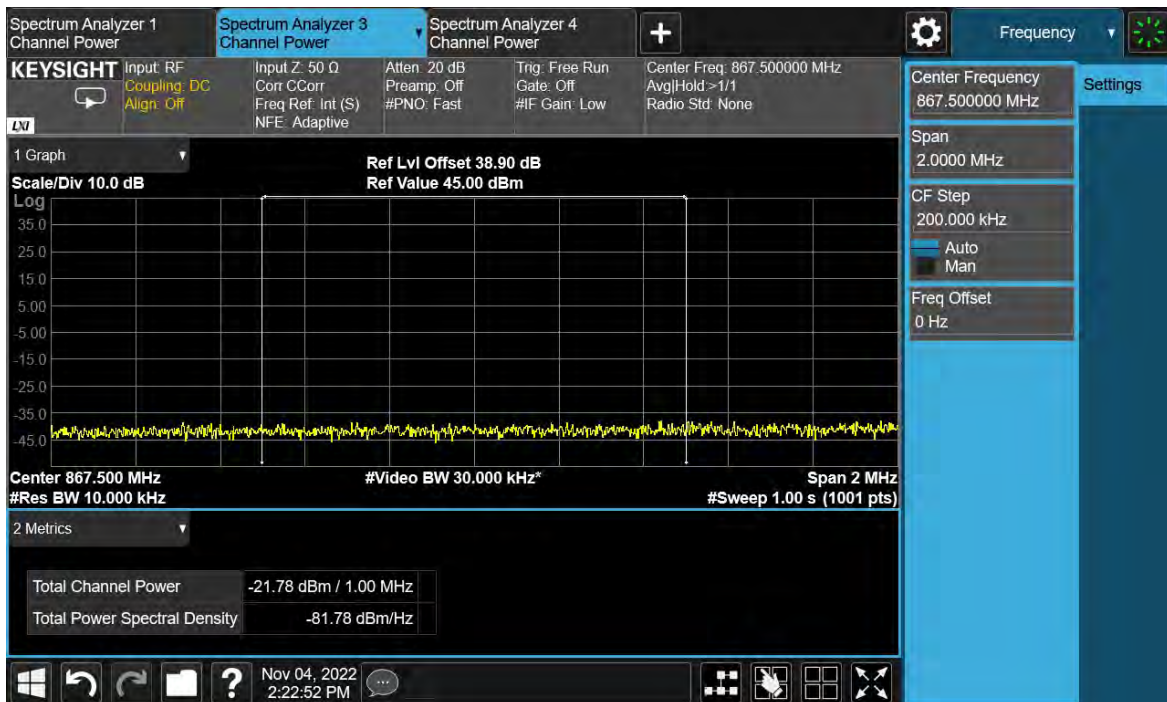 Spectrum Analyzer 1
Channel Power
Spectrum Analyzer 3
Channel Power
Spectrum Analyzer 4
Channel Power
+
Frequency
KEYSIGHT
LXI
Input: RF
Coupling: DC
Align: Off
Input Z: 50 Ω
Corr CCorr
Freq Ref: Int (S)
NFE: Adaptive
Atten: 20 dB
Preamp: Off
#PNO: Fast
Trig: Free Run
Gate: Off
#IF Gain: Low
Center Freq: 867.500000 MHz
Avg|Hold:>1/1
Radio Std: None
1 Graph
Scale/Div 10.0 dB
Ref Lvl Offset 38.90 dB
Ref Value 45.00 dBm
Log
35.0
25.0
15.0
5.00
-5.00
-15.0
-25.0
-35.0
-45.0
Center 867.500 MHz
#Video BW 30.000 kHz*
Span 2 MHz
#Res BW 10.000 kHz
#Sweep 1.00 s (1001 pts)
2 Metrics
Total Channel Power -21.78 dBm / 1.00 MHz
Total Power Spectral Density -81.78 dBm/Hz
?
Nov 04, 2022
2:22:52 PM
Center Frequency
867.500000 MHz
Span
2.0000 MHz
CF Step
200.000 kHz
Auto
Man
Freq Offset
0 Hz
Settings